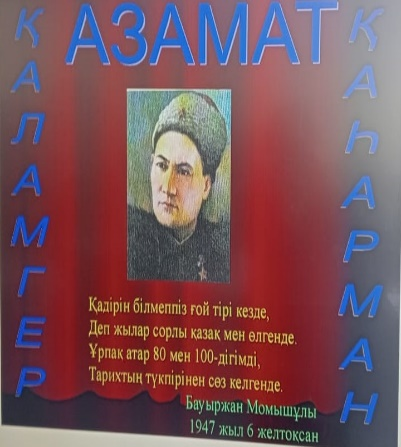 АЗАМАТ
ҚАЛАМГЕР
ҚАҺАРМАН
Қадірін білмеппіз ғой тірі кезде,
Деп жылар сорлы қазақ мен өлгенде.
Ұрпақ атар 80 мен 100-дігімді,
Тарихтың түкпірінен сөз келгенде.
Бауыржан Момышұлы
1947 жыл 6 желтоқсан